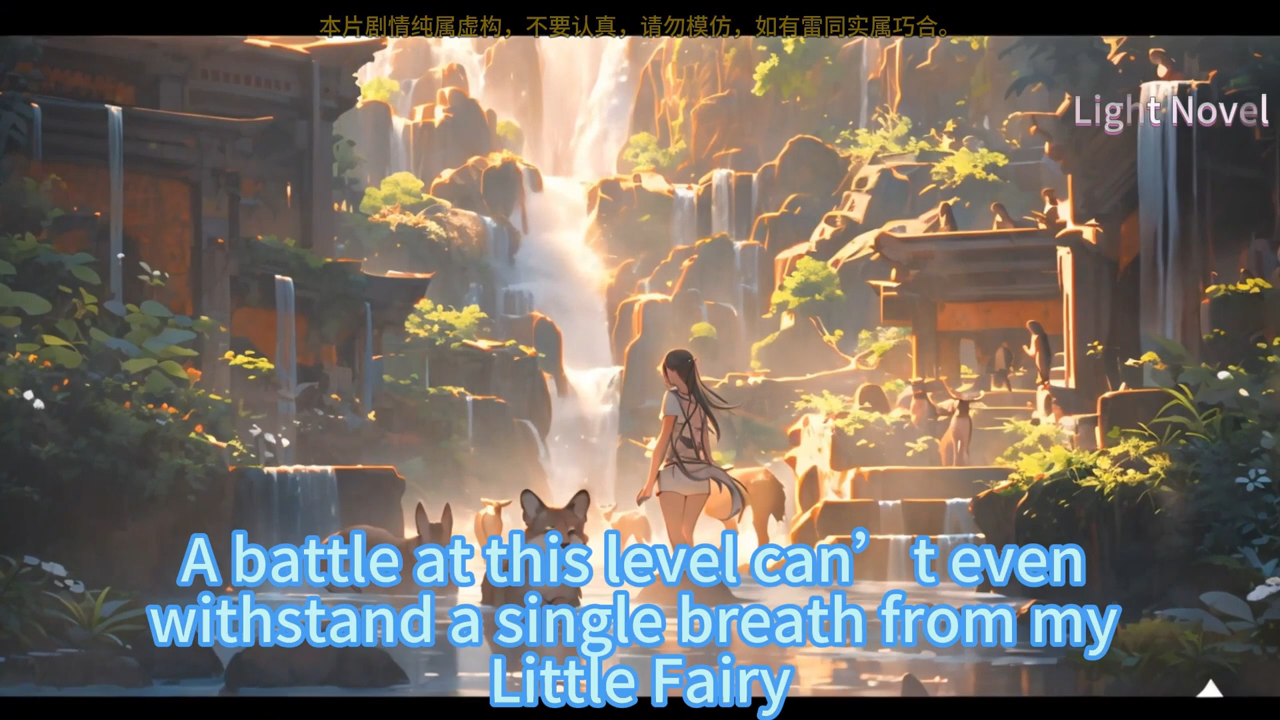 本片剧情纯属虚构，不要认真，请勿模仿，如有雷同实属巧合。
Light Novel
A battle at this level can’ t even
withstand a single breath from my
Little Fairy